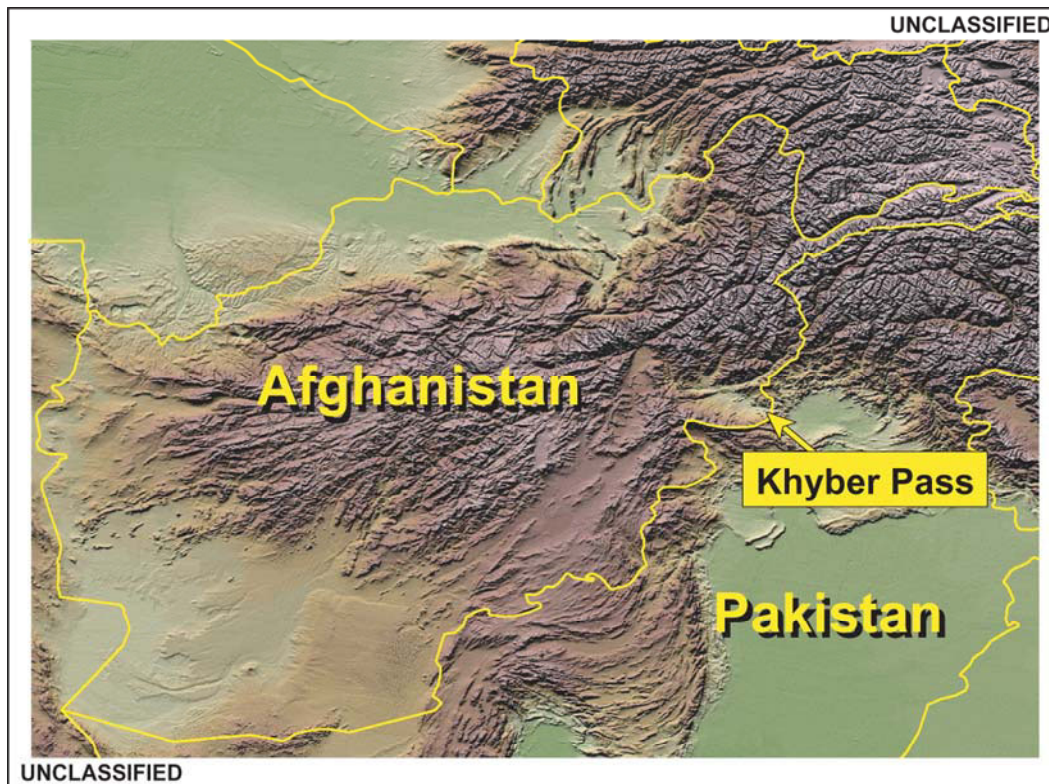 UNCLASSIFIED
Afghanistan
Khyber Pass
Pakistan
UNCLASSIFIED